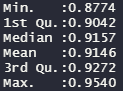 Min.   :0.8774
1st Qu.:0.9042
Median :0.9157
Mean   :0.9146
3rd Qu.:0.9272
Max.   :0.9540